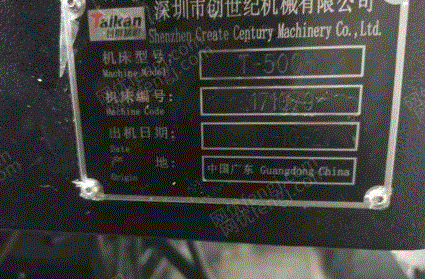 Taikan
深圳市创世纪机械有限公司
Shenzhen Create Century Machinery Co.,Ltd.
机床型号:
Machine Model
机床编号:
Machine Code
出机日期:
Date
产 地: 中国广东 Guangdong China
Origin